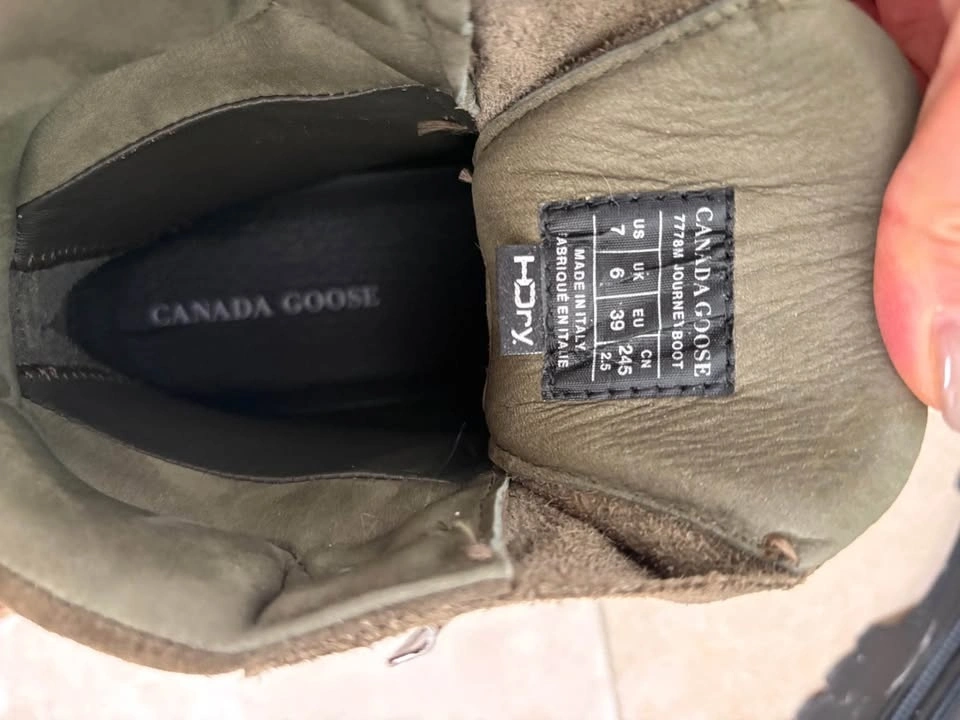 CANADA GOOSE
CANADA GOOSE
7778M JOURNEY BOOT
US UK EU CN
7 6 39 245
2.5
MADE IN ITALY
FABRIQUÉ EN ITALIE
HDry